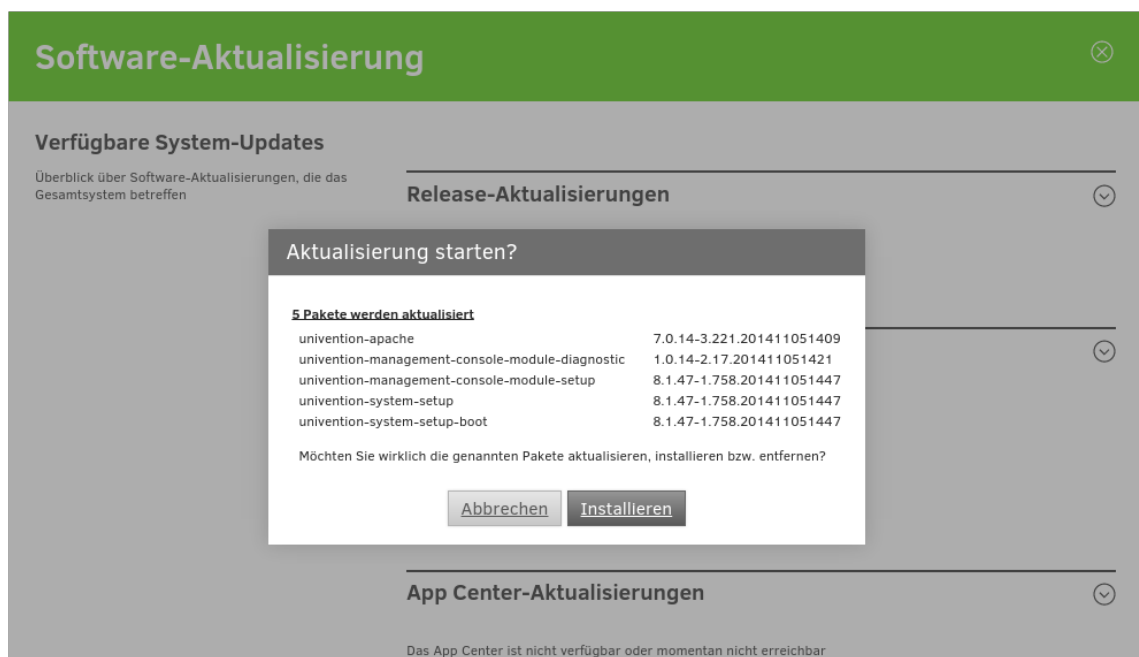 Software-Aktualisierung
Verfügbare System-Updates
Überblick über Software-Aktualisierungen, die das
Gesamtsystem betreffen
Release-Aktualisierungen
Aktualisierung starten?
5 Pakete werden aktualisiert
univention-apache 7.0.14-3.221.201411051409
univention-management-console-module-diagnostic 1.0.14-2.17.201411051421
univention-management-console-module-setup 8.1.47-1.758.201411051447
univention-system-setup 8.1.47-1.758.201411051447
univention-system-setup-boot 8.1.47-1.758.201411051447
Möchten Sie wirklich die genannten Pakete aktualisieren, installieren bzw. entfernen?
Abbrechen Installieren
App Center-Aktualisierungen
Das App Center ist nicht verfügbar oder momentan nicht erreichbar